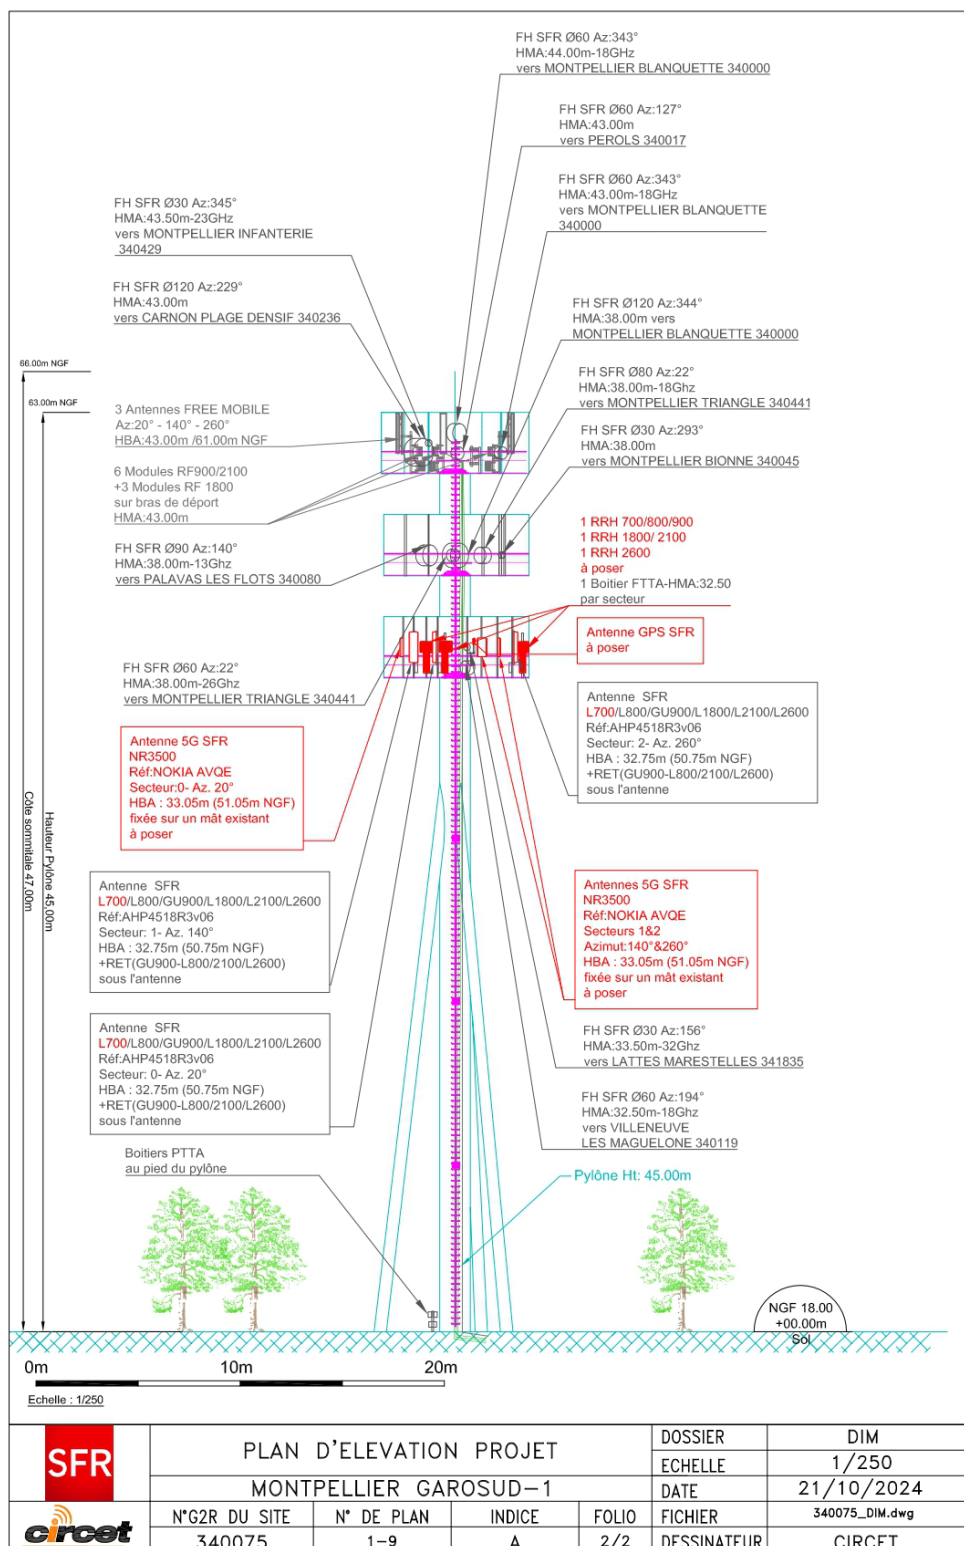 FH SFR Ø60 Az:343°
HMA:44.00m-18GHz
vers MONTPELLIER BLANQUETTE 340000
FH SFR Ø60 Az:127°
HMA:43.00m
vers PEROLS 340017
FH SFR Ø60 Az:343°
HMA:43.00m-18GHz
vers MONTPELLIER BLANQUETTE
340000
FH SFR Ø30 Az:345°
HMA:43.50m-23GHz
vers MONTPELLIER INFANTERIE
340429
FH SFR Ø120 Az:229°
HMA:43.00m
vers CARNON PLAGE DENSIF 340236
FH SFR Ø120 Az:344°
HMA:38.00m vers
MONTPELLIER BLANQUETTE 340000
66.00m NGF
FH SFR Ø80 Az:22°
HMA:38.00m-18Ghz
vers MONTPELLIER TRIANGLE 340441
63.00m NGF
3 Antennes FREE MOBILE
Az:20° - 140° - 260°
HBA:43.00m /61.00m NGF
FH SFR Ø30 Az:293°
HMA:38.00m
vers MONTPELLIER BIONNE 340045
6 Modules RF900/2100
+3 Modules RF 1800
sur bras de déport
HMA:43.00m
1 RRH 700/800/900
1 RRH 1800/ 2100
1 RRH 2600
à poser
1 Boitier FTTA-HMA:32.50
par secteur
FH SFR Ø90 Az:140°
HMA:38.00m-13Ghz
vers PALAVAS LES FLOTS 340080
Antenne GPS SFR
à poser
FH SFR Ø60 Az:22°
HMA:38.00m-26Ghz
vers MONTPELLIER TRIANGLE 340441
Antenne SFR
L700/L800/GU900/L1800/L2100/L2600
Réf:AHP4518R3v06
Secteur: 2- Az. 260°
HBA : 32.75m (50.75m NGF)
+RET(GU900-L800/2100/L2600)
sous l'antenne
Antenne 5G SFR
NR3500
Réf:NOKIA AVQE
Secteur:0- Az. 20°
HBA : 33.05m (51.05m NGF)
fixée sur un mât existant
à poser
Côte sommitale 47,00m
Hauteur Pylône 45,00m
Antenne SFR
L700/L800/GU900/L1800/L2100/L2600
Réf:AHP4518R3v06
Secteur: 1- Az. 140°
HBA : 32.75m (50.75m NGF)
+RET(GU900-L800/2100/L2600)
sous l'antenne
Antennes 5G SFR
NR3500
Réf:NOKIA AVQE
Secteurs 1&2
Azimut:140°&260°
HBA : 33.05m (51.05m NGF)
fixée sur un mât existant
à poser
Antenne SFR
L700/L800/GU900/L1800/L2100/L2600
Réf:AHP4518R3v06
Secteur: 0- Az. 20°
HBA : 32.75m (50.75m NGF)
+RET(GU900-L800/2100/L2600)
sous l'antenne
FH SFR Ø30 Az:156°
HMA:33.50m-32Ghz
vers LATTES MARESTELLES 341835
FH SFR Ø60 Az:194°
HMA:32.50m-18Ghz
vers VILLENEUVE
LES MAGUELONE 340119
Boitiers PTTA
au pied du pylône
Pylône Ht: 45.00m
NGF 18.00
+00.00m
Sol
0m 10m 20m
Echelle : 1/250
SFR
PLAN D'ELEVATION PROJET
DOSSIER DIM
ECHELLE 1/250
MONTPELLIER GAROSUD-1
DATE 21/10/2024
circet
N°G2R DU SITE N° DE PLAN INDICE FOLIO FICHIER 340075_DIM.dwg
340075 1-9 A 2/2 DESSINATEUR CIRCET